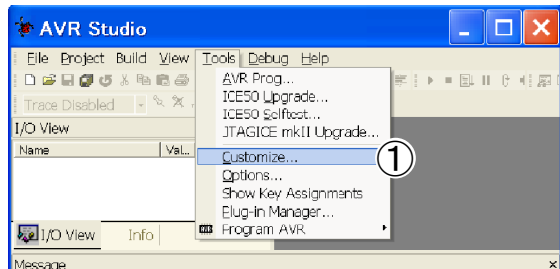 AVR Studio
File Project Build View Tools Debug Help
Trace Disabled
I/O View
Name Val...
AVR Prog...
ICE50 Upgrade...
ICE50 Selftest...
JTAGICE mkII Upgrade...
Customize...
①
Options...
Show Key Assignments
Plug-in Manager...
Program AVR
I/O View Info
Message